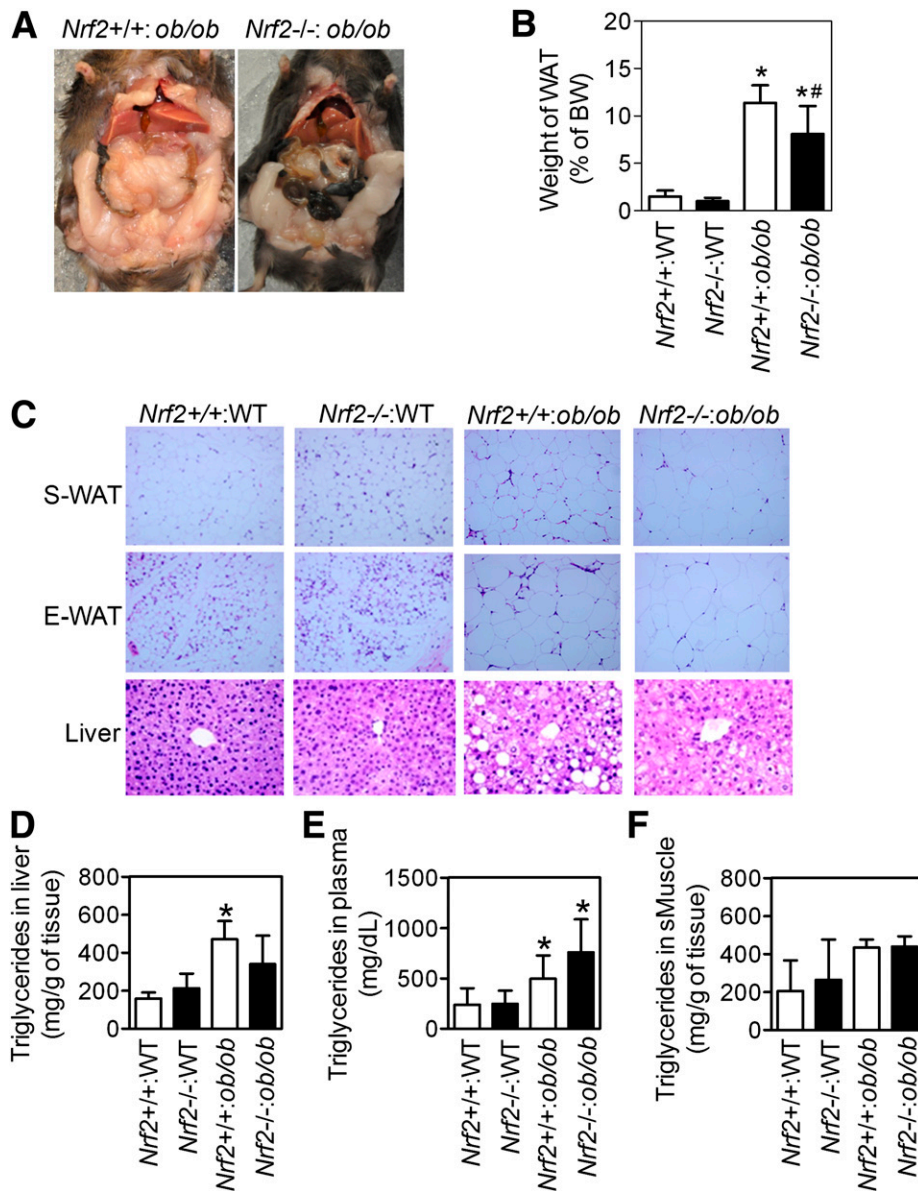 A
Nrf2+/+: ob/ob Nrf2-/-: ob/ob
B
Weight of WAT
(% of BW)
20
15
10
5
0
*
*#
Nrf2+/+:WT
Nrf2-/-:WT
Nrf2+/+:ob/ob
Nrf2-/-:ob/ob
C
Nrf2+/+:WT Nrf2-/-:WT Nrf2+/+:ob/ob Nrf2-/-:ob/ob
S-WAT
E-WAT
Liver
D
Triglycerides in liver
(mg/g of tissue)
800
600
400
200
0
*
Nrf2+/+:WT
Nrf2-/-:WT
Nrf2+/+:ob/ob
Nrf2-/-:ob/ob
E
Triglycerides in plasma
(mg/dL)
1500
1000
500
0
*
*
Nrf2+/+:WT
Nrf2-/-:WT
Nrf2+/+:ob/ob
Nrf2-/-:ob/ob
F
Triglycerides in sMuscle
(mg/g of tissue)
800
600
400
200
0
Nrf2+/+:WT
Nrf2-/-:WT
Nrf2+/+:ob/ob
Nrf2-/-:ob/ob